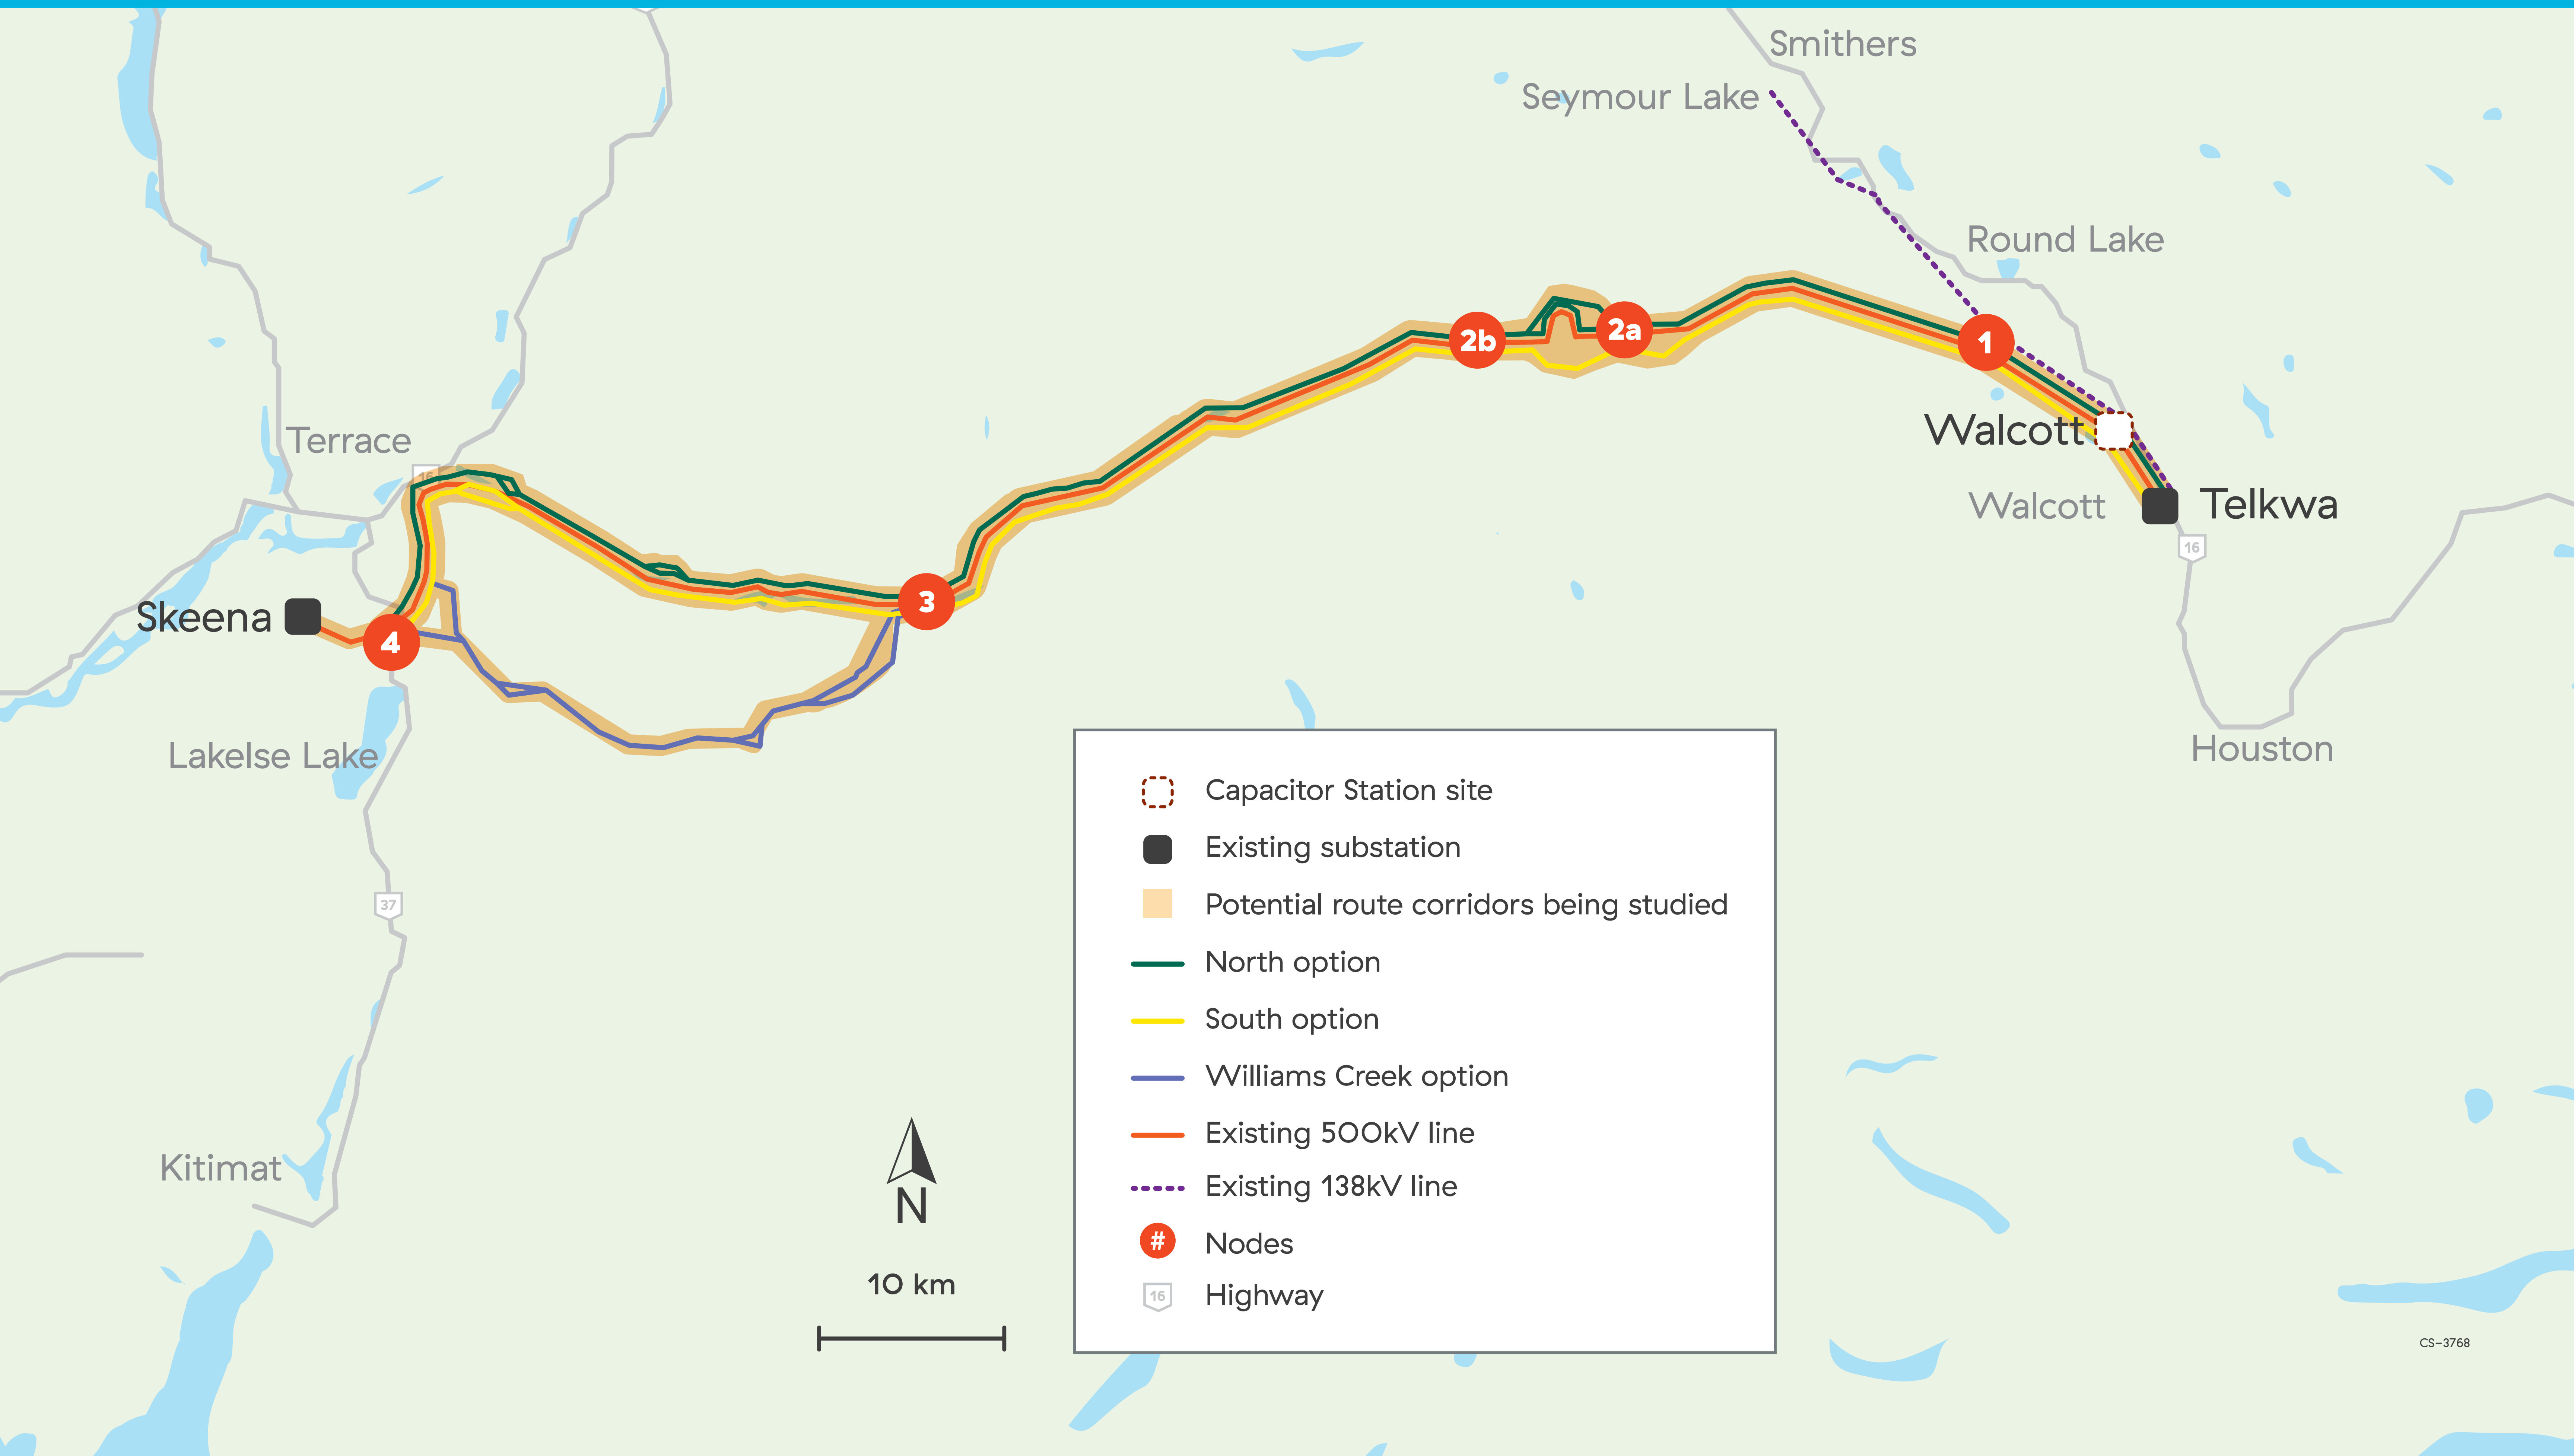 Smithers
Seymour Lake
Round Lake
2b
2a
1
Walcott
Terrace
16
Walcott
Telkwa
16
3
Skeena
4
Lakelse Lake
Houston
37
Kitimat
N
10 km
Capacitor Station site
Existing substation
Potential route corridors being studied
North option
South option
Williams Creek option
Existing 500kV line
Existing 138kV line
# Nodes
16 Highway
CS-3768